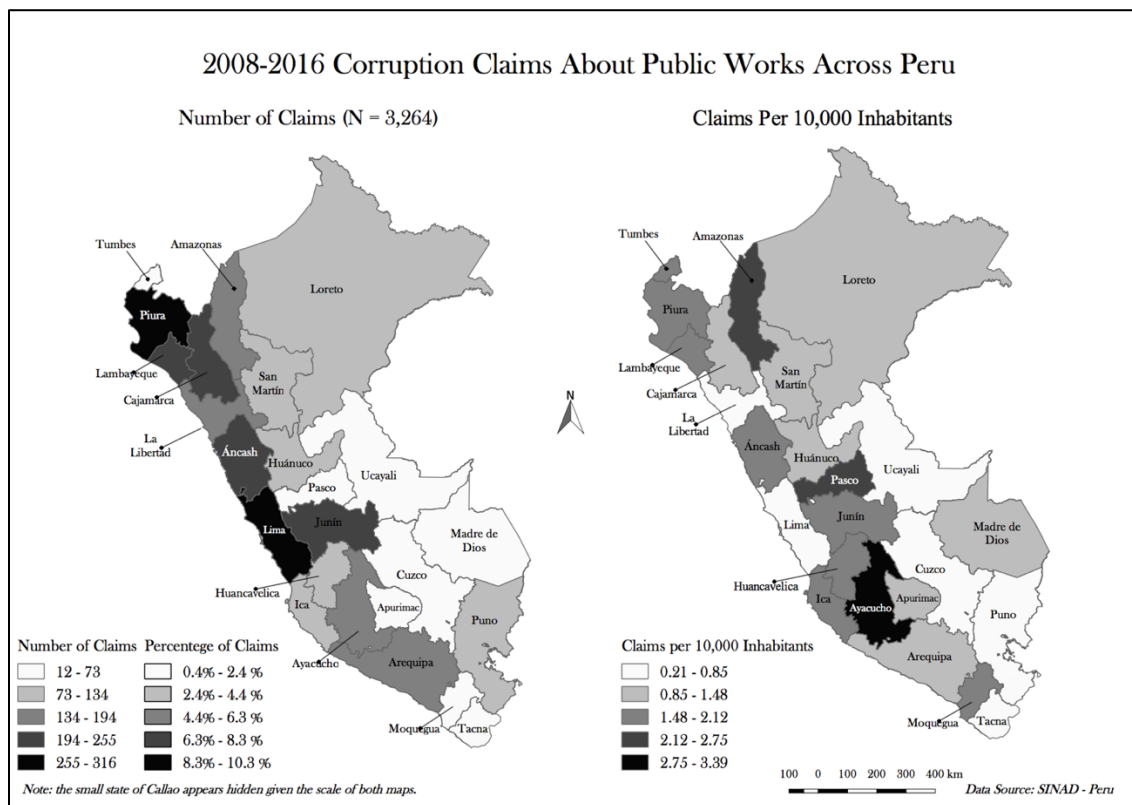 2008-2016 Corruption Claims About Public Works Across Peru
Number of Claims (N = 3,264)
Tumbes
Amazonas
Loreto
Piura
Lambayeque
San
Martín
Cajamarca
La
Libertad
Áncash
Huánuco
Ucayali
Pasco
Lima
Junín
Madre de
Dios
Cuzco
Huancavelica
Ica
Apurimac
Puno
Ayacucho
Arequipa
Moquegua
Tacna
Number of Claims
12 - 73
73 - 134
134 - 194
194 - 255
255 - 316
Percentege of Claims
0.4% - 2.4 %
2.4% - 4.4 %
4.4% - 6.3 %
6.3% - 8.3 %
8.3% - 10.3 %
N
Claims Per 10,000 Inhabitants
Tumbes
Amazonas
Loreto
Piura
Lambayeque
San
Martín
Cajamarca
La
Libertad
Áncash
Huánuco
Ucayali
Pasco
Lima
Junín
Madre de
Dios
Cuzco
Huancavelica
Ica
Ayacucho
Apurimac
Puno
Arequipa
Moquegua
Tacna
Claims per 10,000 Inhabitants
0.21 - 0.85
0.85 - 1.48
1.48 - 2.12
2.12 - 2.75
2.75 - 3.39
100 0 100 200 300 400 km
Note: the small state of Callao appears hidden given the scale of both maps.
Data Source: SINAD - Peru